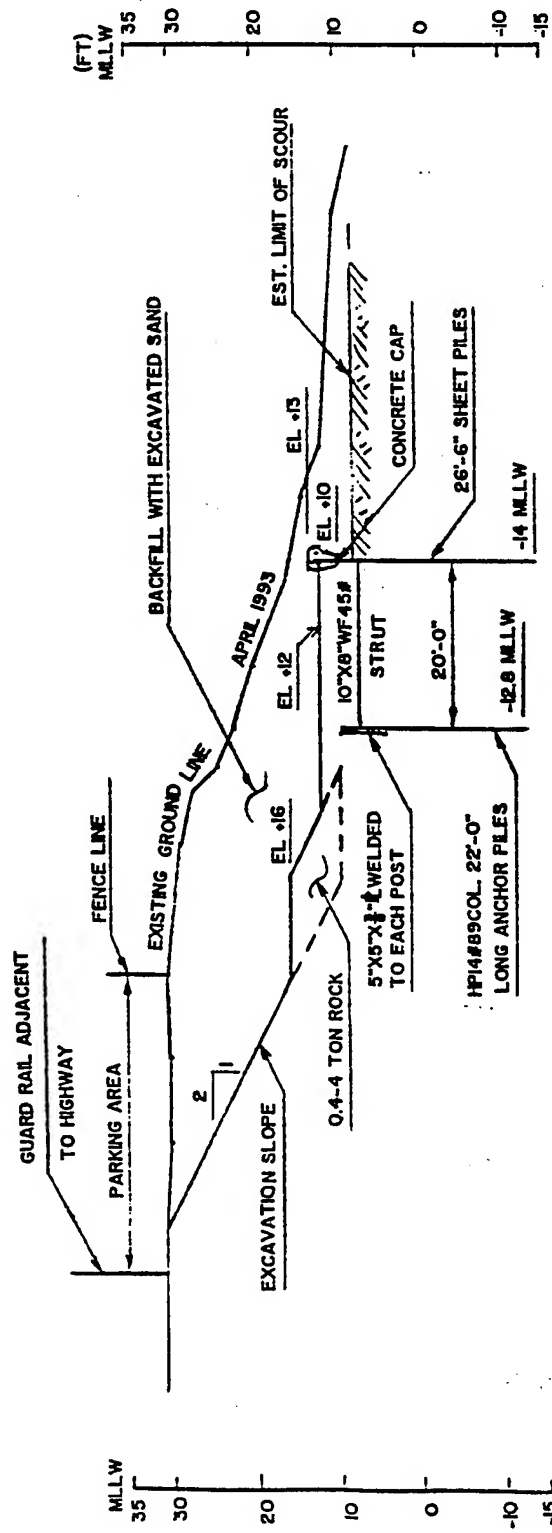 GUARD RAIL ADJACENT
TO HIGHWAY
PARKING AREA
FENCE LINE
EXISTING GROUND LINE
APRIL 1993
BACKFILL WITH EXCAVATED SAND
EL +13
EL +10
EST. LIMIT OF SCOUR
CONCRETE CAP
EL +12
EL +16
10"X8"WF45#
STRUT
20'-0"
26'-6" SHEET PILES
-14 MLLW
-12.8 MLLW
2
1
EXCAVATION SLOPE
0.4-4 TON ROCK
WELDED
TO EACH POST
HP14#89COL. 22'-0"
LONG ANCHOR PILES
MLLW
35
30
20
10
0
-10
-15
(FT)
MLLW
35
30
20
10
0
-10
-15